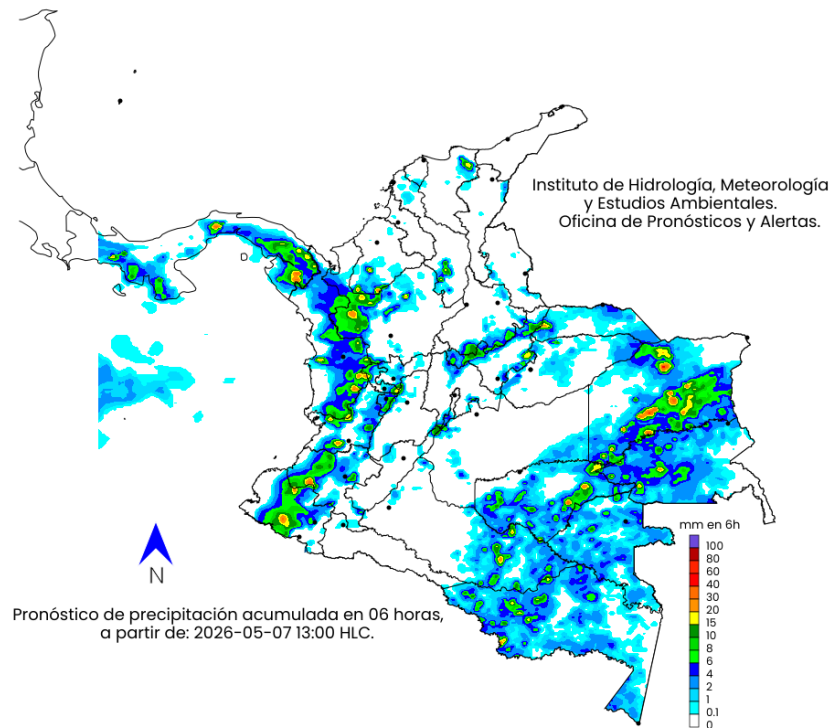 Instituto de Hidrología, Meteorología
y Estudios Ambientales.
Oficina de Pronósticos y Alertas.
N
mm en 6h
100
80
60
40
30
20
15
10
8
6
4
2
1
0.1
0
Pronóstico de precipitación acumulada en 06 horas,
a partir de: 2026-05-07 13:00 HLC.